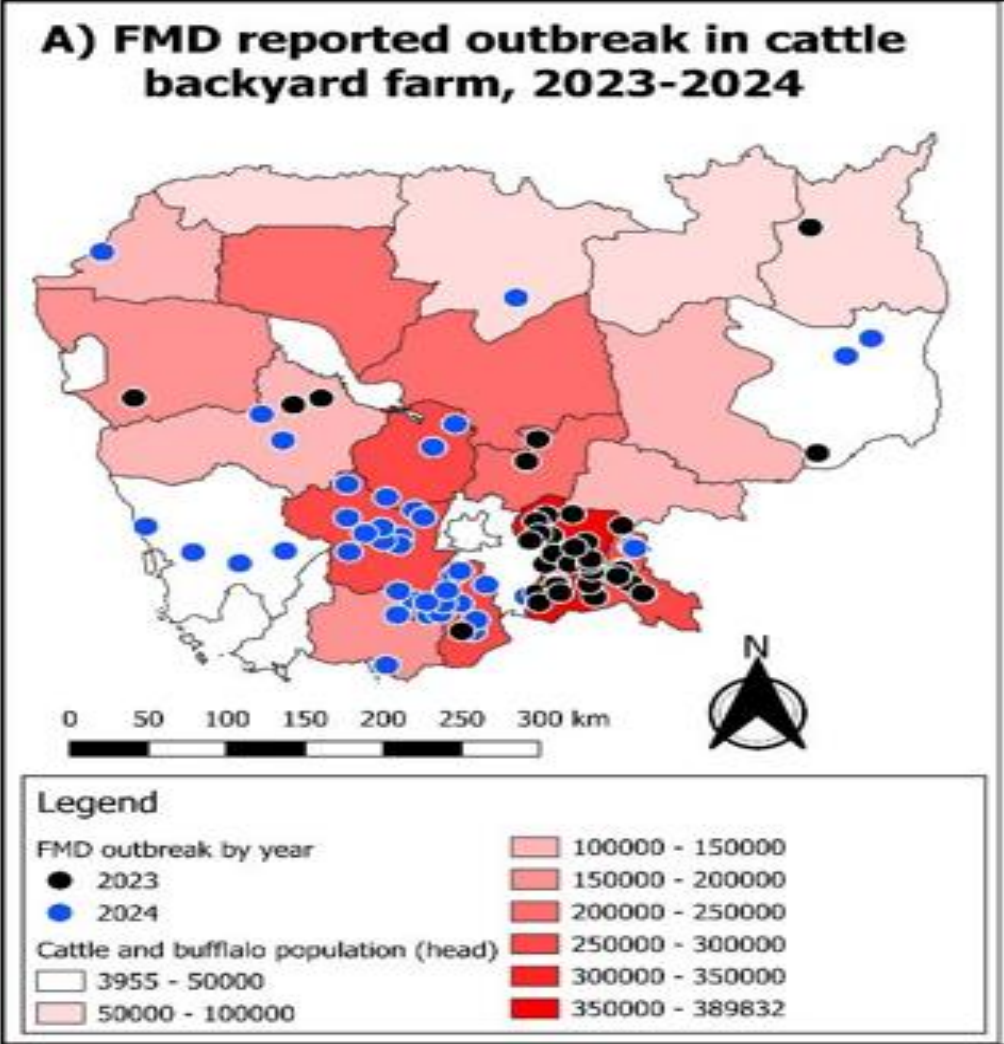 A) FMD reported outbreak in cattle
backyard farm, 2023-2024
N
0 50 100 150 200 250 300 km
Legend
FMD outbreak by year
2023
2024
Cattle and bufflalo population (head)
3955 - 50000
50000 - 100000
100000 - 150000
150000 - 200000
200000 - 250000
250000 - 300000
300000 - 350000
350000 - 389832